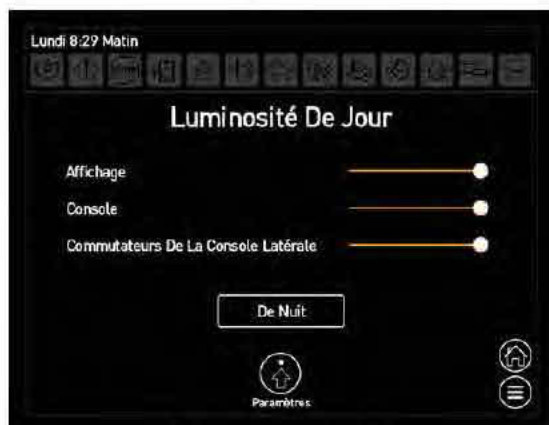 Lundi 8:29 Matin
Luminosité De Jour
Affichage
Console
Commutateurs De La Console Latérale
De Nuit
Paramètres